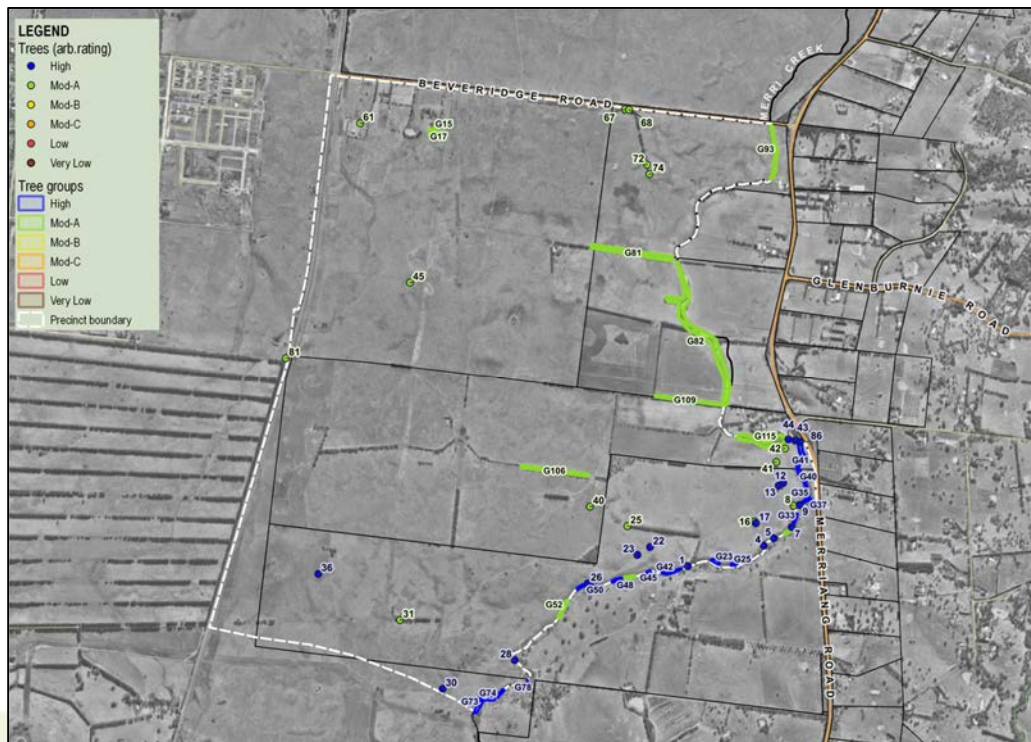 LEGEND
Trees (arb.rating)
High
Mod-A
Mod-B
Mod-C
Low
Very Low
Tree groups
High
Mod-A
Mod-B
Mod-C
Low
Very Low
Precinct boundary
BEVERIDGE ROAD
MERRI CREEK
61
G15
G17
67
68
72
74
G93
G81
45
GLENBURNIE ROAD
G82
81
G109
44
43
86
G115
42
G41
41
G106
12
G40
13
G35
40
8
G37
9
25
16
17
G33
7
5
4
22
23
1
G23
G25
36
26
G42
G45
G48
G50
G52
31
MERRIANG ROAD
28
30
G78
G74
G73